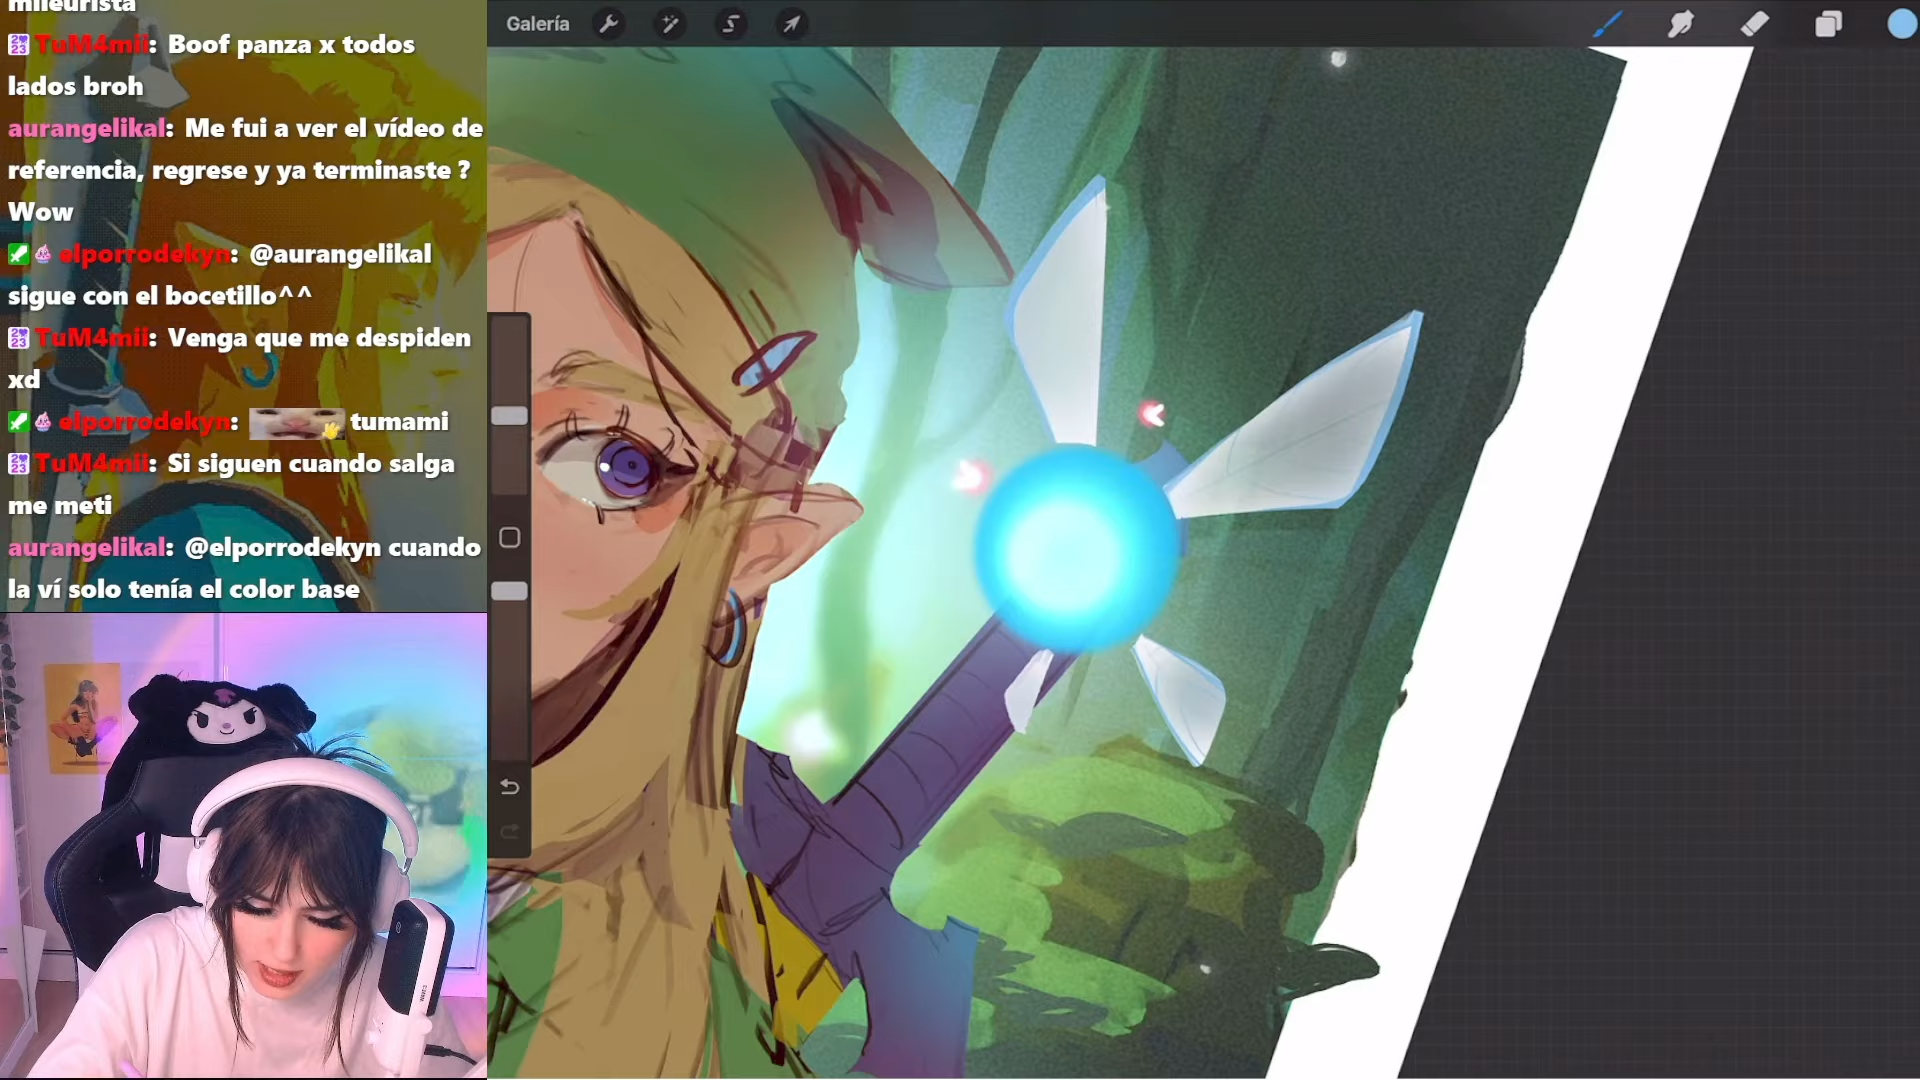 mileurista
TuM4mii: Boof panza x todos
lados broh
aurangelikal: Me fui a ver el vídeo de
referencia, regrese y ya terminaste ?
Wow
elporrodekyn: @aurangelikal
sigue con el bocetillo^^
TuM4mii: Venga que me despiden
xd
elporrodekyn: tumami
TuM4mii: Si siguen cuando salga
me meti
aurangelikal: @elporrodekyn cuando
la ví solo tenía el color base
Galería